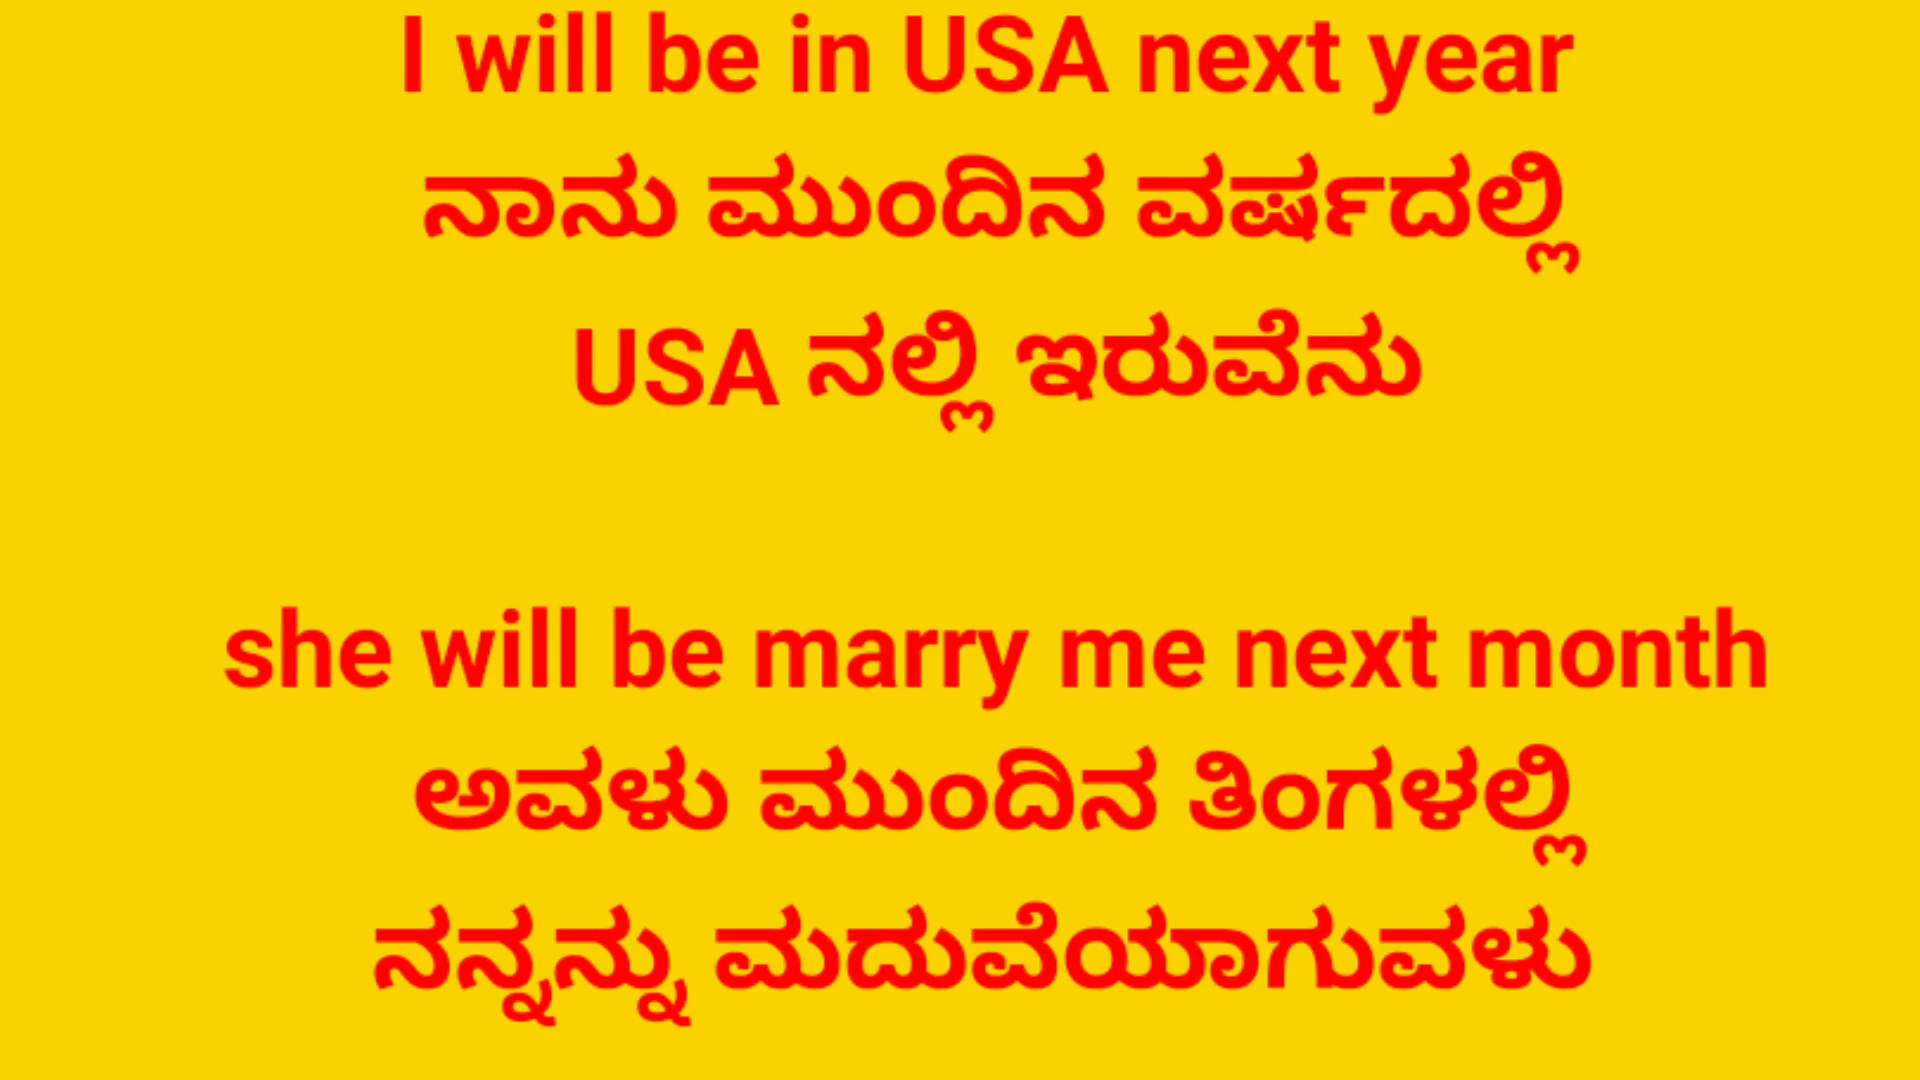 I will be in USA next year
ನಾನು ಮುಂದಿನ ವರ್ಷದಲ್ಲಿ
USA ನಲ್ಲಿ ಇರುವೆನು
she will be marry me next month
ಅವಳು ಮುಂದಿನ ತಿಂಗಳಲ್ಲಿ
ನನ್ನನ್ನು ಮದುವೆಯಾಗುವಳು